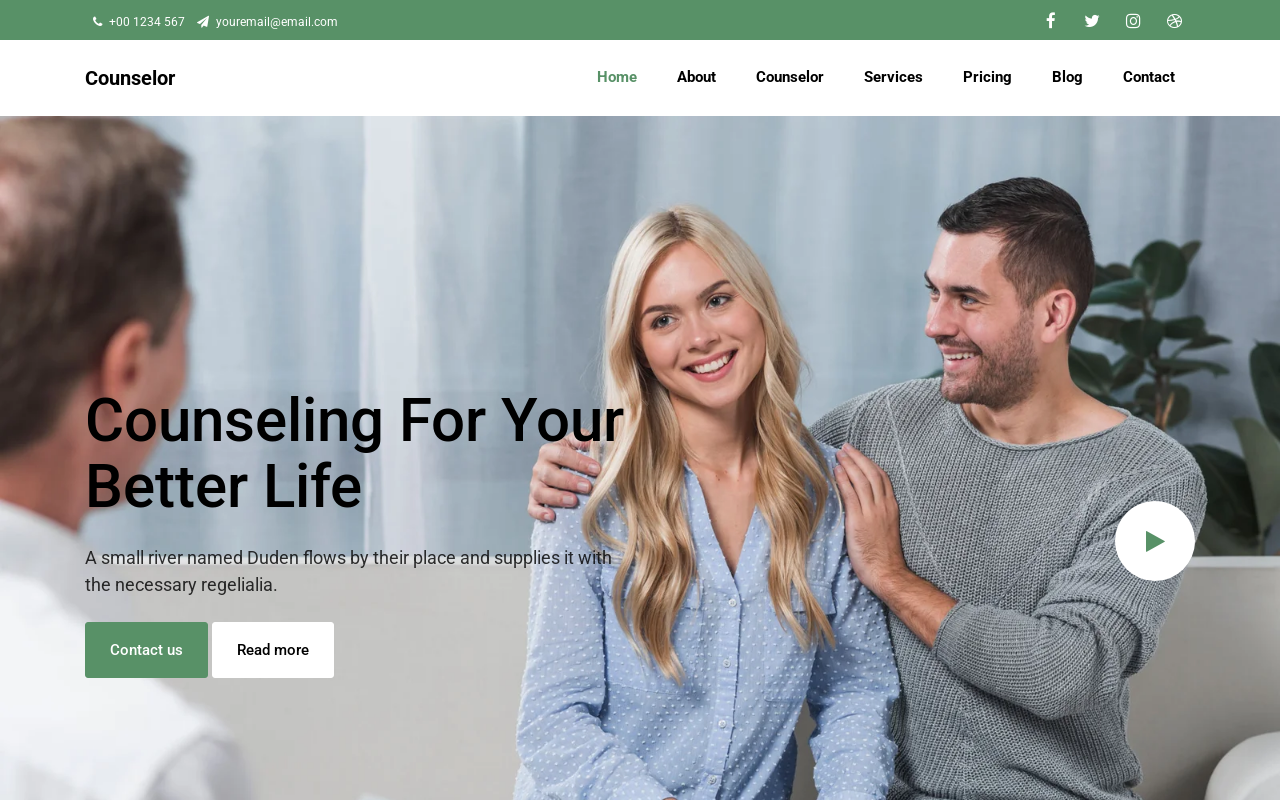 +00 1234 567 youremail@email.com
Counselor
Home About Counselor Services Pricing Blog Contact
Counseling For Your
Better Life
A small river named Duden flows by their place and supplies it with
the necessary regelialia.
Contact us Read more